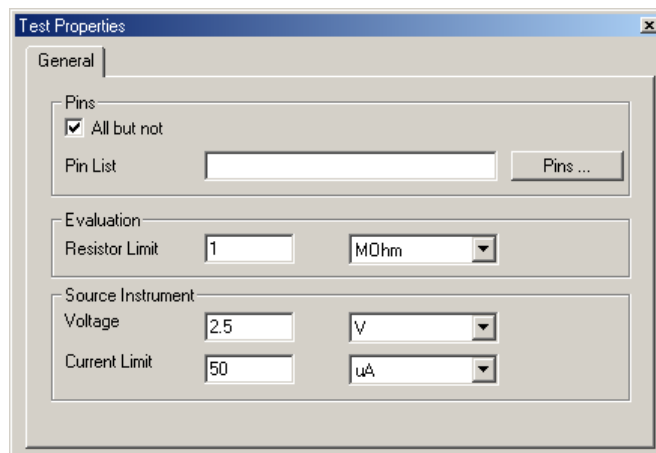 Test Properties
General
Pins
All but not
Pin List
Pins ...
Evaluation
Resistor Limit 1 MOhm
Source Instrument
Voltage 2.5 V
Current Limit 50 uA